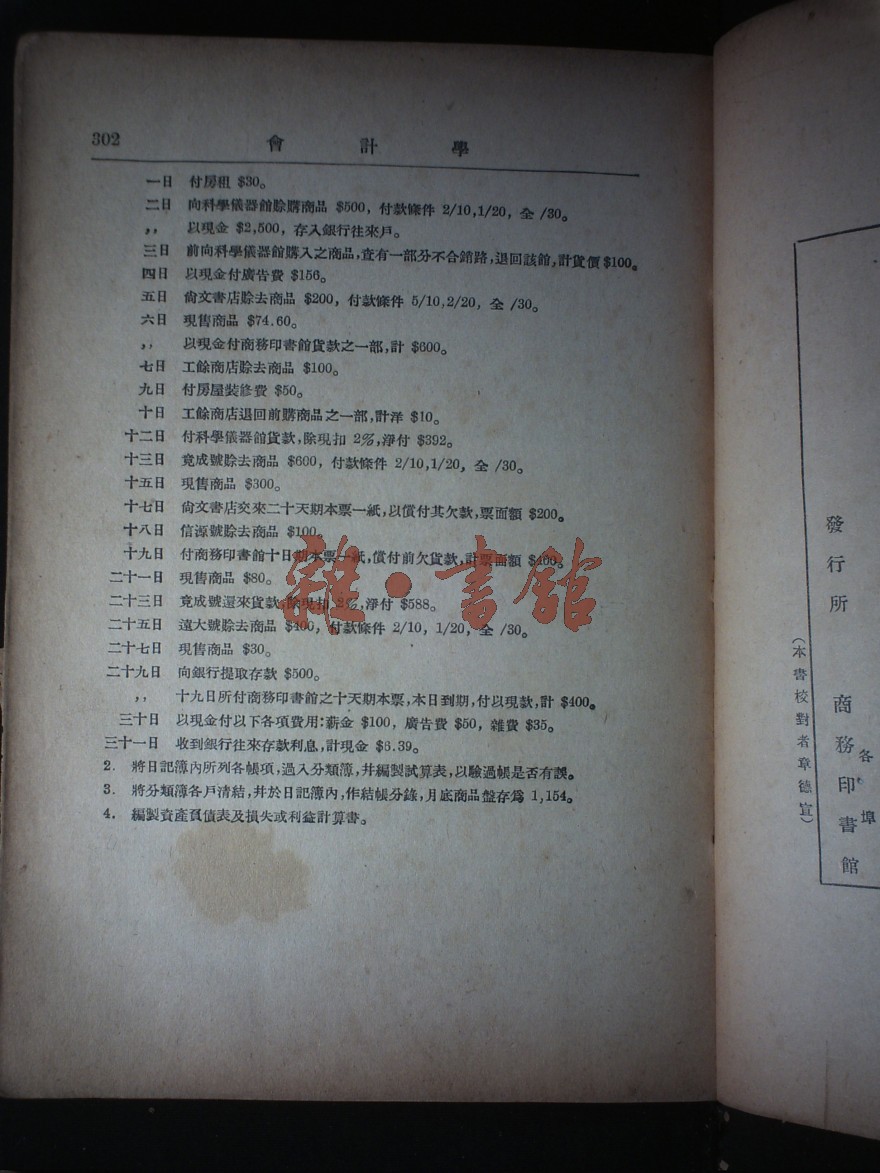 302
會計學
一日 付房租 $30。
二日 向科學儀器館賒購商品 $500, 付款條件 2/10,1/20, 全 /30。
,, 以現金 $2,500, 存入銀行往來戶。
三日 前向科學儀器館購入之商品,查有一部分不合銷路,退回該館,計貨價 $100。
四日 以現金付廣告費 $156。
五日 尙文書店賒去商品 $200, 付款條件 5/10,2/20, 全 /30。
六日 現售商品 $74.60。
,, 以現金付商務印書館貨款之一部,計 $600。
七日 工餘商店賒去商品 $100。
九日 付房屋裝修費 $50。
十日 工餘商店退回前購商品之一部,計洋 $10。
十二日 付科學儀器館貨款,除現扣 2%,淨付 $392。
十三日 竟成號賒去商品 $600, 付款條件 2/10,1/20, 全 /30。
十五日 現售商品 $300。
十七日 尙文書店交來二十天期本票一紙,以償付其欠款,票面額 $200。
十八日 信源號賒去商品 $100。
十九日 付商務印書館十日期本票一紙,償付前欠貨款,計票面額 $400。
二十一日 現售商品 $80。
二十三日 竟成號還來貨款,除現扣 2%,淨付 $588。
二十五日 遠大號賒去商品 $400, 付款條件 2/10, 1/20, 全 /30。
二十七日 現售商品 $30。
二十九日 向銀行提取存款 $500。
,, 十九日所付商務印書館之十天期本票,本日到期,付以現款,計 $400。
三十日 以現金付以下各項費用:薪金 $100, 廣告費 $50, 雜費 $35。
三十一日 收到銀行往來存款利息,計現金 $6.39。
2. 將日記簿內所列各帳項,過入分類簿,幷編製試算表,以驗過帳是否有誤。
3. 將分類簿各戶清結,幷於日記簿內,作結帳分錄,月底商品盤存爲 1,154。
4. 編製資產負債表及損失或利益計算書。
雜·書館
發行所
商務印書館
各埠
(本書校對者章德宣)